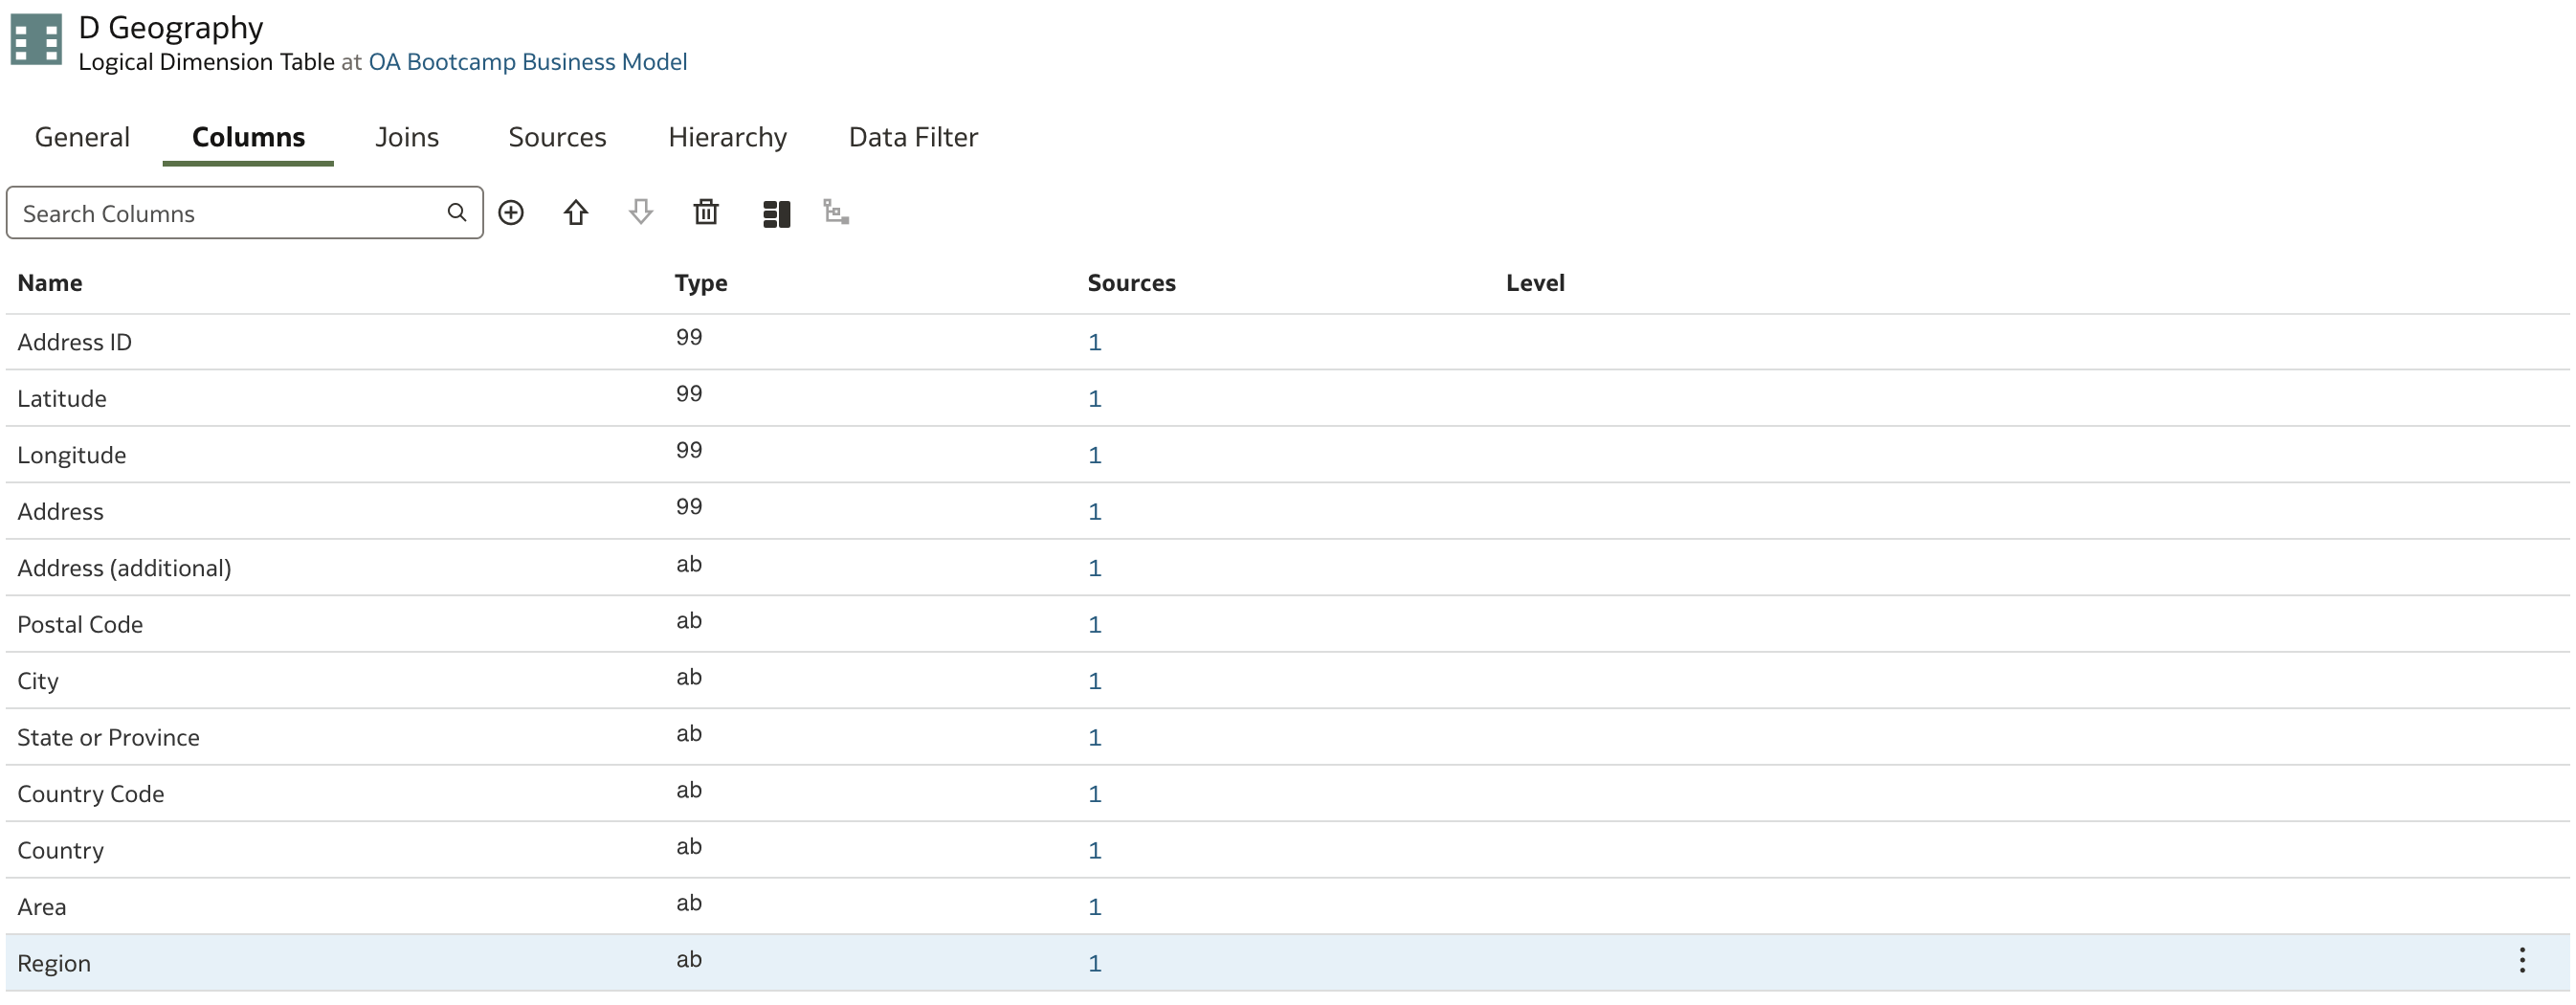 D Geography
Logical Dimension Table at OA Bootcamp Business Model
General Columns Joins Sources Hierarchy Data Filter
Search Columns
Name Type Sources Level
Address ID 99 1
Latitude 99 1
Longitude 99 1
Address 99 1
Address (additional) ab 1
Postal Code ab 1
City ab 1
State or Province ab 1
Country Code ab 1
Country ab 1
Area ab 1
Region ab 1